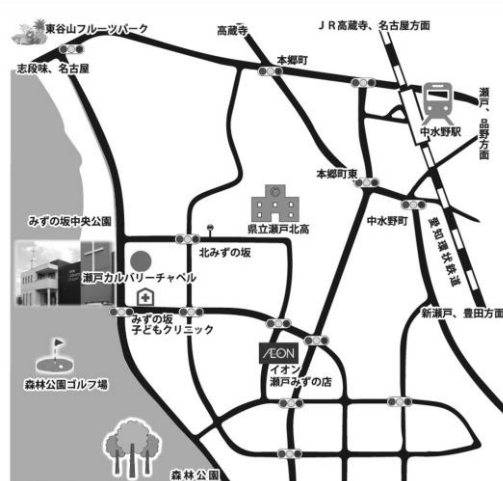 東谷山フルーツパーク
志段味、名古屋
高蔵寺
本郷町
ＪＲ高蔵寺、名古屋方面
瀬戸、品野方面
中水野駅
本郷町東
中水野町
愛知環状鉄道
県立瀬戸北高
みずの坂中央公園
北みずの坂
瀬戸カルバリーチャペル
みずの坂
子どもクリニック
新瀬戸、豊田方面
ÆON
イオン
瀬戸みずの店
森林公園ゴルフ場
森林公園